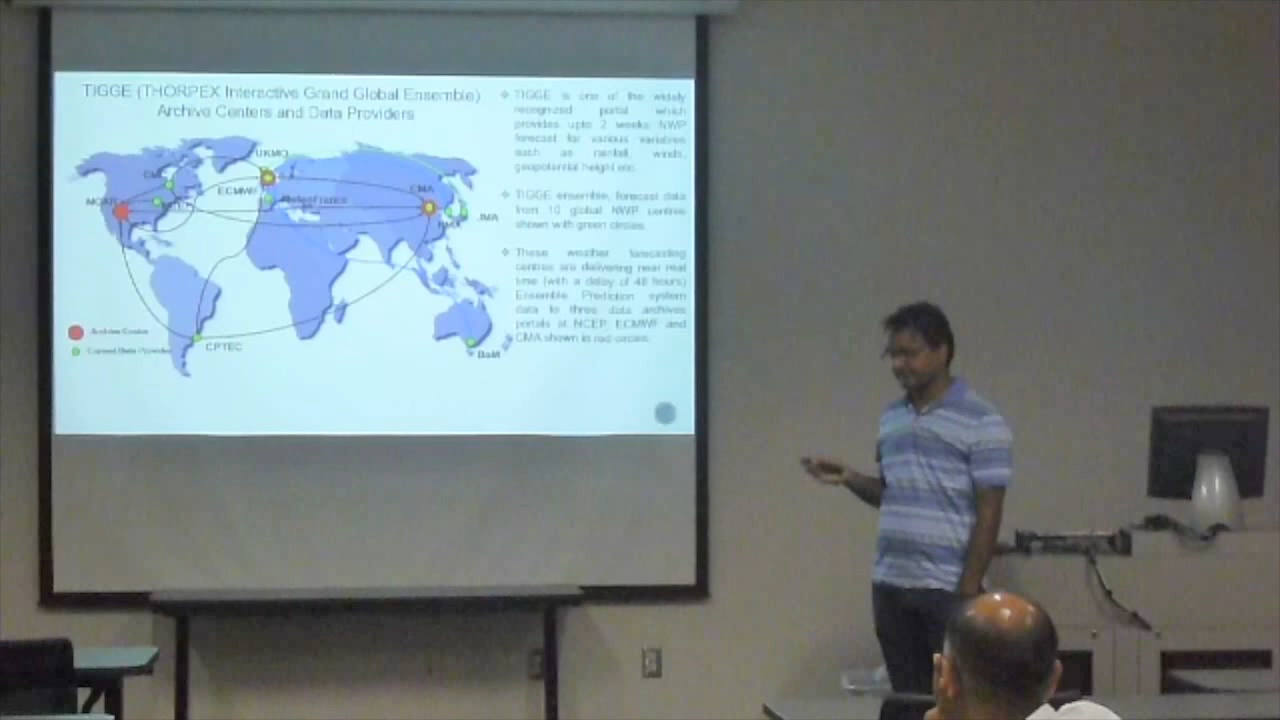 TIGGE (THORPEX Interactive Grand Global Ensemble)
Archive Centers and Data Providers
UKMO
CMC
ECMWF
MeteoFrance
CMA
NCAR
KMA
JMA
Archive Centre
Current Data Provider
CPTEC
BoM
❖ TIGGE is one of the widely
recognized portal which
provides upto 2 weeks NWP
forecast for various variables
such as rainfall, winds,
geopotential height etc.
❖ TIGGE ensemble, forecast data
from 10 global NWP centres
shown with green circles.
❖ These weather forecasting
centres are delivering near real
time (with a delay of 48 hours)
Ensemble Prediction system
data to three data archives
portals at NCEP, ECMWF and
CMA shown in red circles.